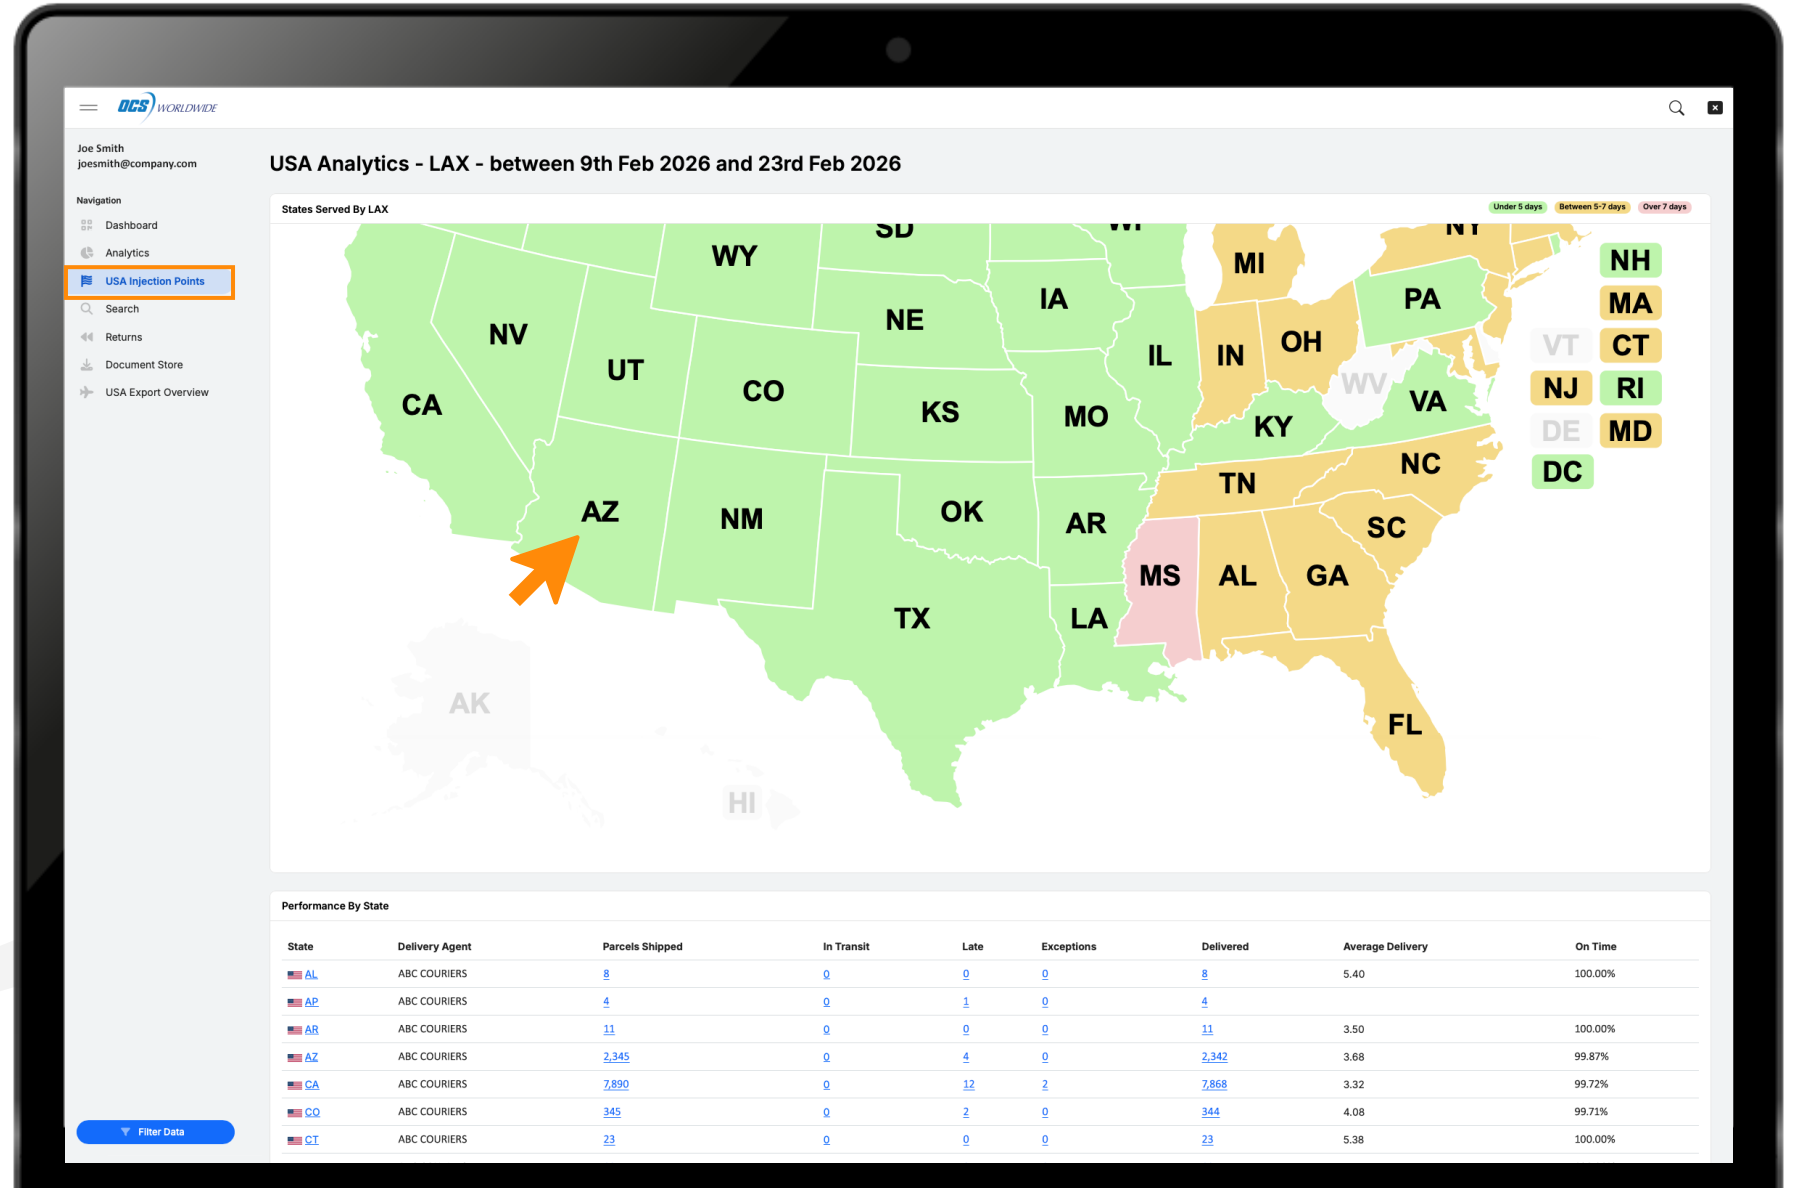 OCS WORLDWIDE
Joe Smith
joesmith@company.com
Navigation
Dashboard
Analytics
USA Injection Points
Search
Returns
Document Store
USA Export Overview
Filter Data
USA Analytics - LAX - between 9th Feb 2026 and 23rd Feb 2026
States Served By LAX
Under 5 days Between 5-7 days Over 7 days
SD WI NY
WY MI NH
IA PA MA
NE
NV OH
UT IL IN VT CT
CO WV NJ RI
CA KS MO KY VA DE MD
NC
TN DC
AZ NM OK AR SC
MS AL GA
TX LA
AK FL
HI
Performance By State
State Delivery Agent Parcels Shipped In Transit Late Exceptions Delivered Average Delivery On Time
AL ABC COURIERS 8 0 0 0 8 5.40 100.00%
AP ABC COURIERS 4 0 1 0 4
AR ABC COURIERS 11 0 0 0 11 3.50 100.00%
AZ ABC COURIERS 2,345 0 4 0 2,342 3.68 99.87%
CA ABC COURIERS 7,890 0 12 2 7,868 3.32 99.72%
CO ABC COURIERS 345 0 2 0 344 4.08 99.71%
CT ABC COURIERS 23 0 0 0 23 5.38 100.00%